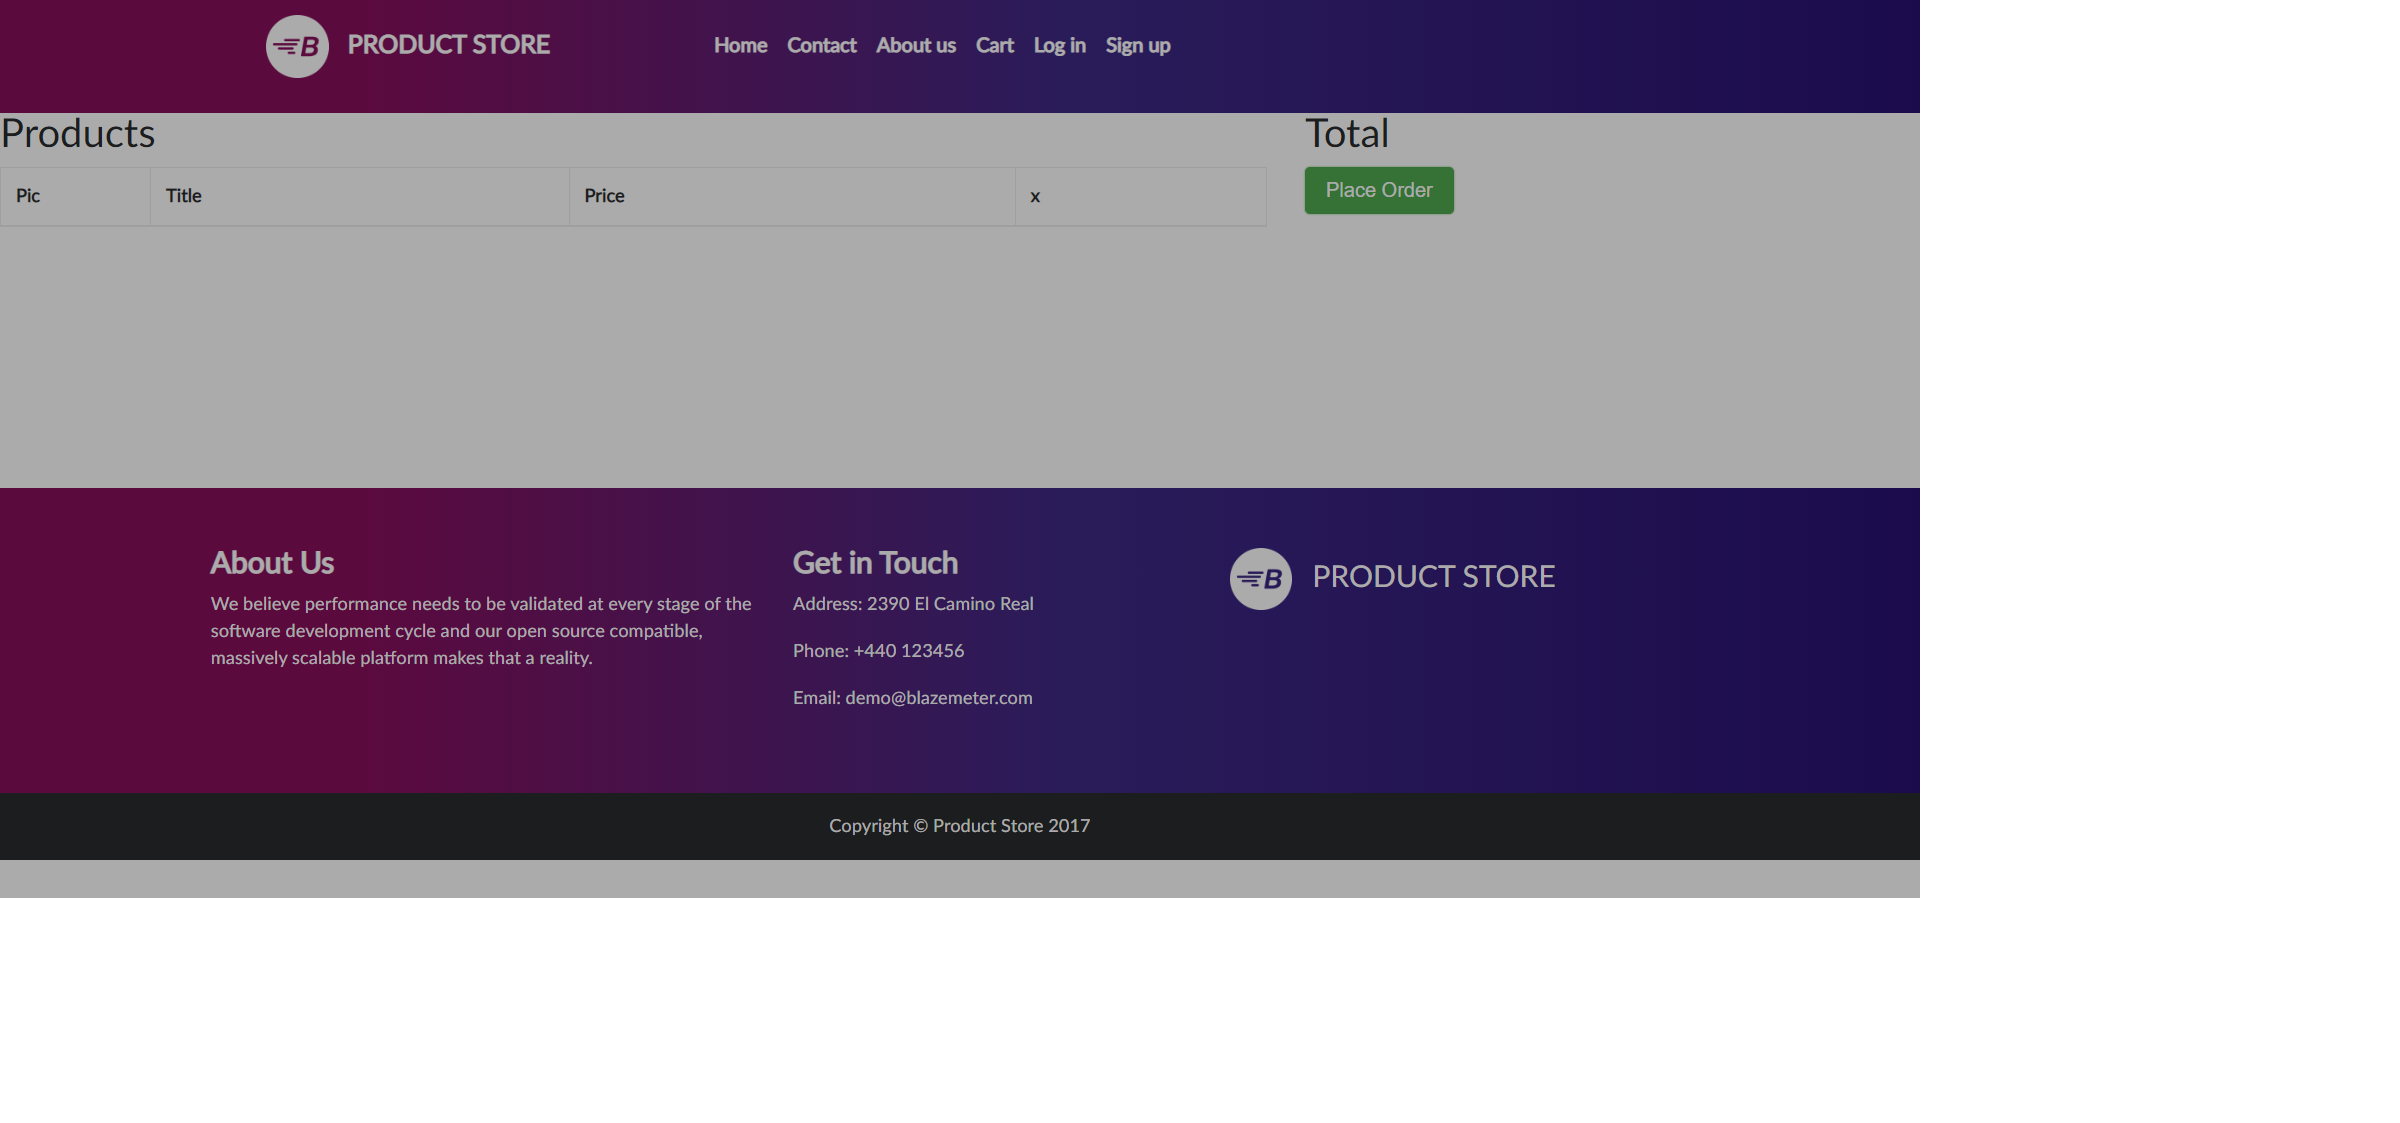 B PRODUCT STORE Home Contact About us Cart Log in Sign up
Products
Pic Title Price x
Total
Place Order
About Us
We believe performance needs to be validated at every stage of the
software development cycle and our open source compatible,
massively scalable platform makes that a reality.
Get in Touch
Address: 2390 El Camino Real
Phone: +440 123456
Email: demo@blazemeter.com
B PRODUCT STORE
Copyright © Product Store 2017